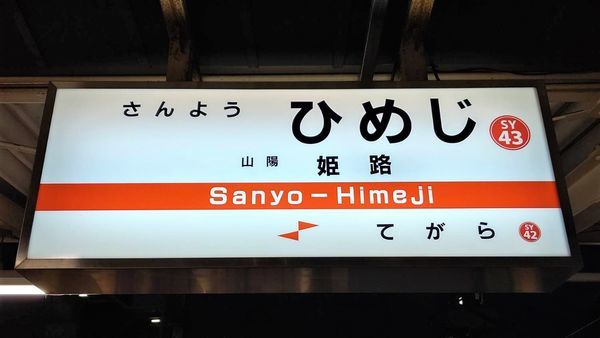 さんよう ひめじ SY 43
山陽 姫路
Sanyo-Himeji
てがら SY 42